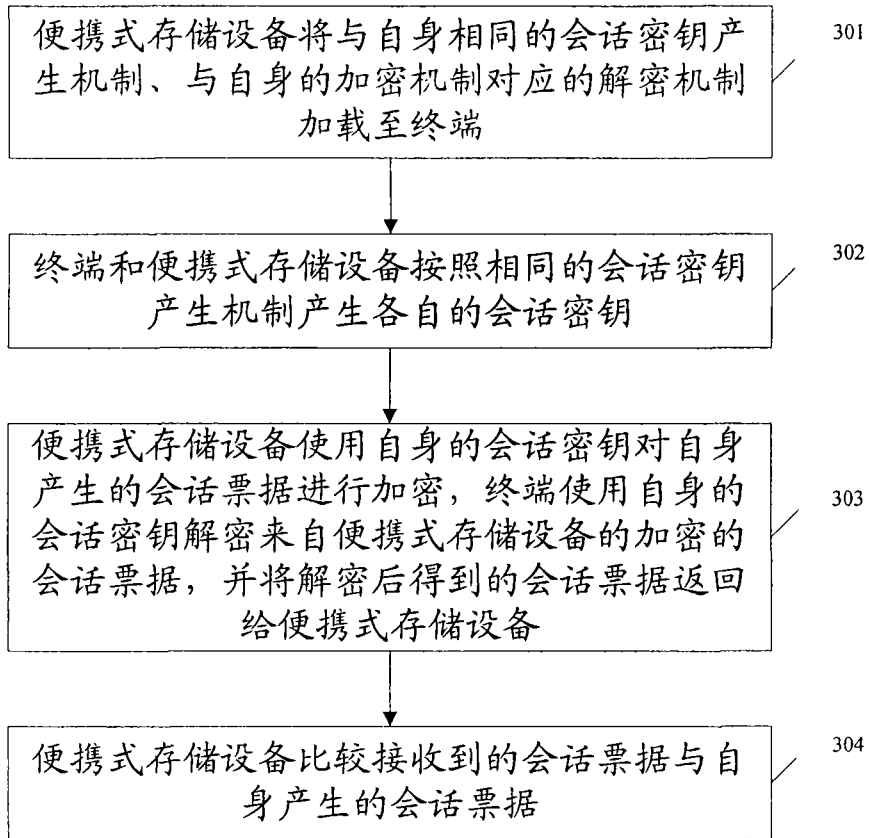 便携式存储设备将与自身相同的会话密钥产
生机制、与自身的加密机制对应的解密机制
加载至终端
301
终端和便携式存储设备按照相同的会话密钥
产生机制产生各自的会话密钥
302
便携式存储设备使用自身的会话密钥对自身
产生的会话票据进行加密，终端使用自身的
会话密钥解密来自便携式存储设备的加密的
会话票据，并将解密后得到的会话票据返回
给便携式存储设备
303
便携式存储设备比较接收到的会话票据与自
身产生的会话票据
304